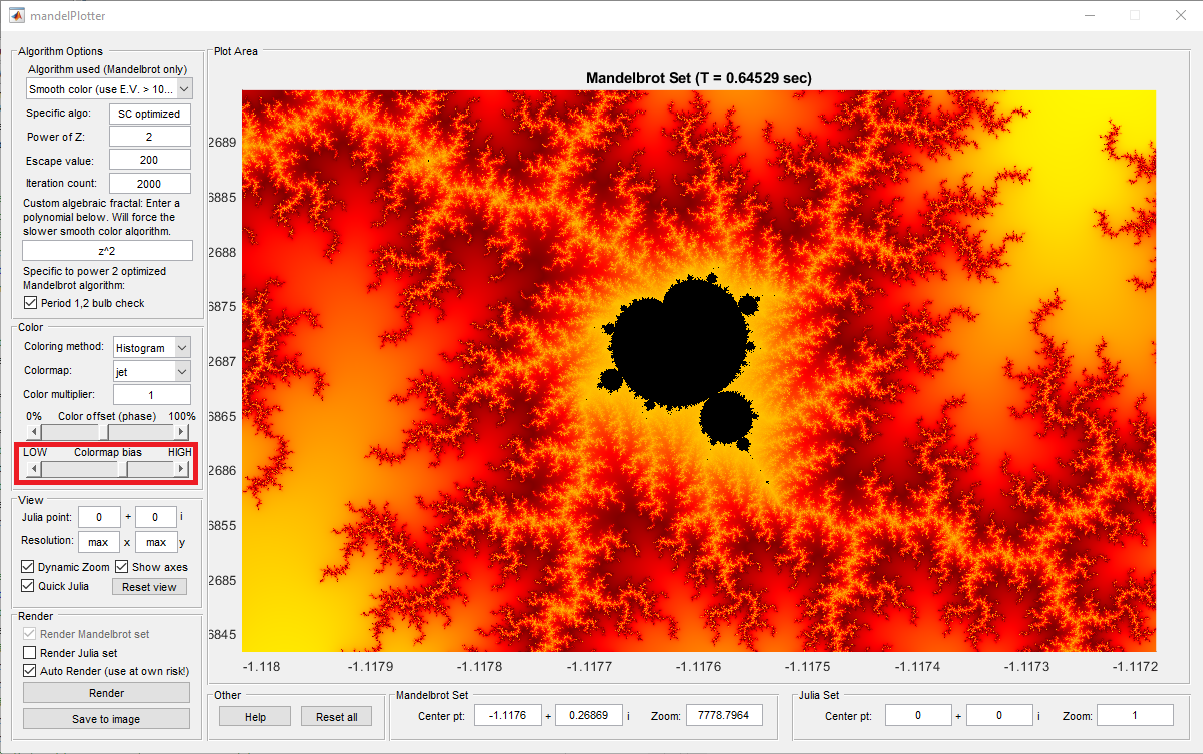 mandelPlotter
Algorithm Options
Algorithm used (Mandelbrot only)
Smooth color (use E.V. > 10...
Specific algo: SC optimized
Power of Z: 2
Escape value: 200
Iteration count: 2000
Custom algebraic fractal: Enter a
polynomial below. Will force the
slower smooth color algorithm.
z^2
Specific to power 2 optimized
Mandelbrot algorithm:
Period 1,2 bulb check
Color
Coloring method: Histogram
Colormap: jet
Color multiplier: 1
0% Color offset (phase) 100%
LOW Colormap bias HIGH
View
Julia point: 0 + 0 i
Resolution: max x max y
Dynamic Zoom Show axes
Quick Julia Reset view
Render
Render Mandelbrot set
Render Julia set
Auto Render (use at own risk!)
Render
Save to image
Plot Area
Mandelbrot Set (T = 0.64529 sec)
2689
6885
2688
6875
2687
6865
2686
6855
2685
6845
-1.118 -1.1179 -1.1178 -1.1177 -1.1176 -1.1175 -1.1174 -1.1173 -1.1172
Other
Help Reset all
Mandelbrot Set
Center pt: -1.1176 + 0.26869 i Zoom: 7778.7964
Julia Set
Center pt: 0 + 0 i Zoom: 1